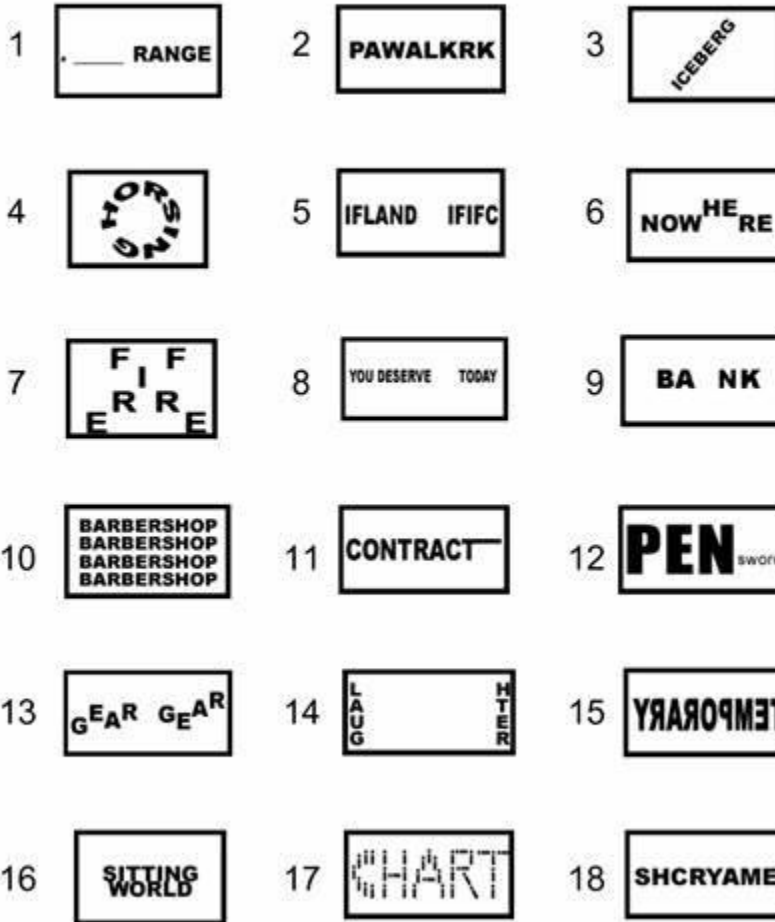 1 . ____ RANGE
2 PAWALKRK
3 ICEBERG
4 HORSING
5 IFLAND IFIFC
6 NOWHERE
7 F F
I
R R
E E
8 YOU DESERVE TODAY
9 BA NK
10 BARBERSHOP
BARBERSHOP
BARBERSHOP
BARBERSHOP
11 CONTRACT
12 PEN sword
13 GEAR GEAR
14 LAUG HTER
15 TEMPORARY
16 SITTING
WORLD
17 CHART
18 SHCRYAME